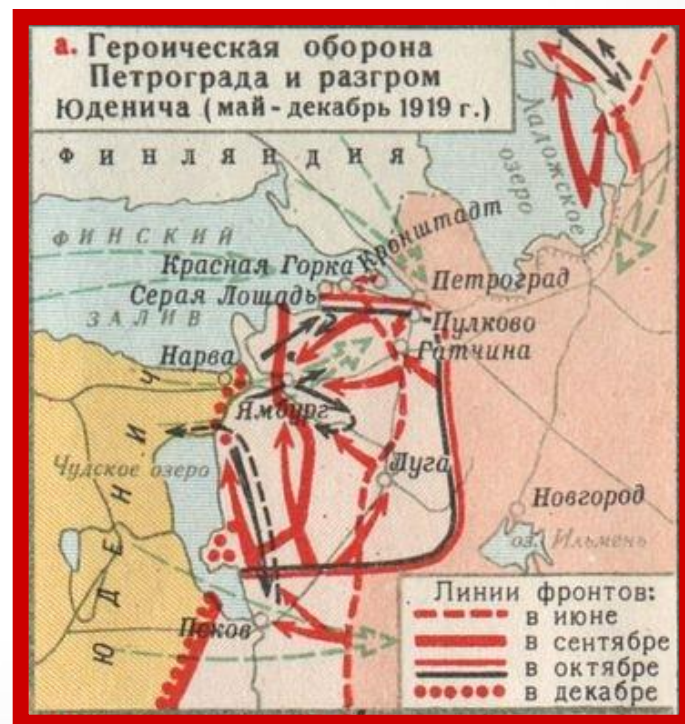 а. Героическая оборона
Петрограда и разгром
Юденича (май - декабрь 1919 г.)
ФИНЛЯНДИЯ
Ладожское
озеро
ФИНСКИЙ
ЗАЛИВ
Кронштадт
Красная Горка
Серая Лошадь
Петроград
Пулково
Гатчина
Нарва
Ямбург
Чудское озеро
Луга
Новгород
оз. Ильмень
Псков
ЮДЕНИЧ
Линии фронтов:
в июне
в сентябре
в октябре
в декабре